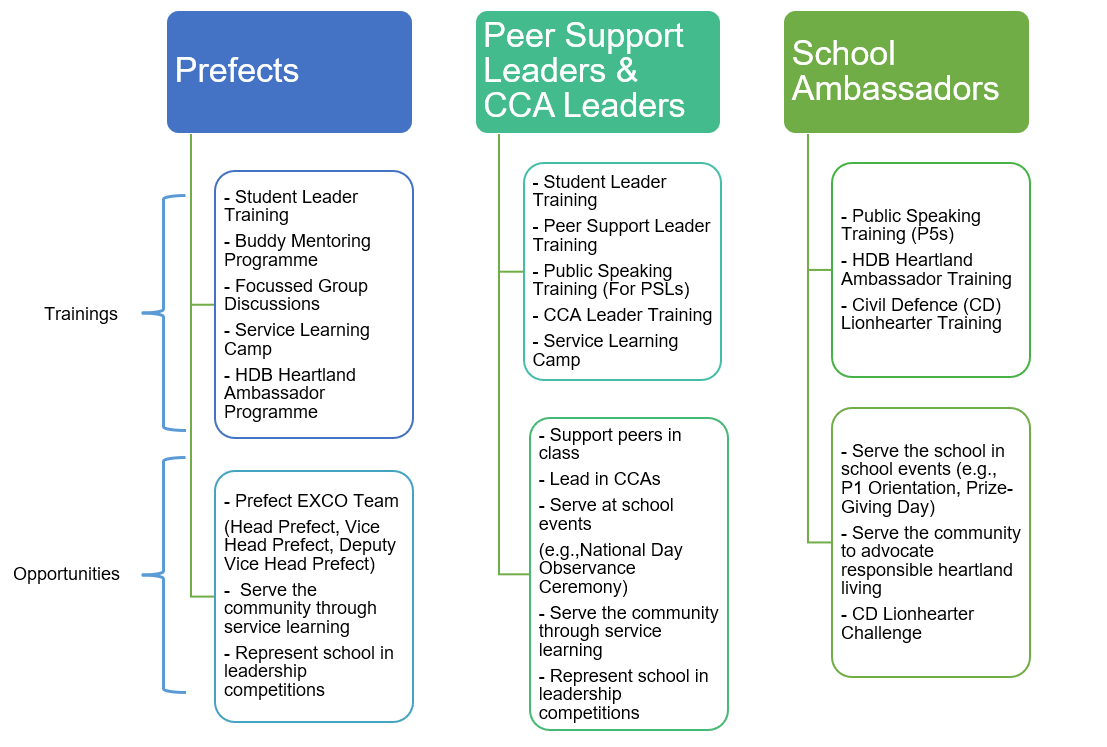 Prefects
Peer Support
Leaders &
CCA Leaders
School
Ambassadors
Trainings
- Student Leader
Training
- Buddy Mentoring
Programme
- Focussed Group
Discussions
- Service Learning
Camp
- HDB Heartland
Ambassador
Programme
- Student Leader
Training
- Peer Support Leader
Training
- Public Speaking
Training (For PSLs)
- CCA Leader Training
- Service Learning
Camp
- Public Speaking
Training (P5s)
- HDB Heartland
Ambassador Training
- Civil Defence (CD)
Lionhearter Training
Opportunities
- Prefect EXCO Team
(Head Prefect, Vice
Head Prefect, Deputy
Vice Head Prefect)
- Serve the
community through
service learning
- Represent school in
leadership
competitions
- Support peers in
class
- Lead in CCAs
- Serve at school
events
(e.g.,National Day
Observance
Ceremony)
- Serve the community
through service
learning
- Represent school in
leadership
competitions
- Serve the school in
school events (e.g.,
P1 Orientation, Prize-
Giving Day)
- Serve the community
to advocate
responsible heartland
living
- CD Lionhearter
Challenge